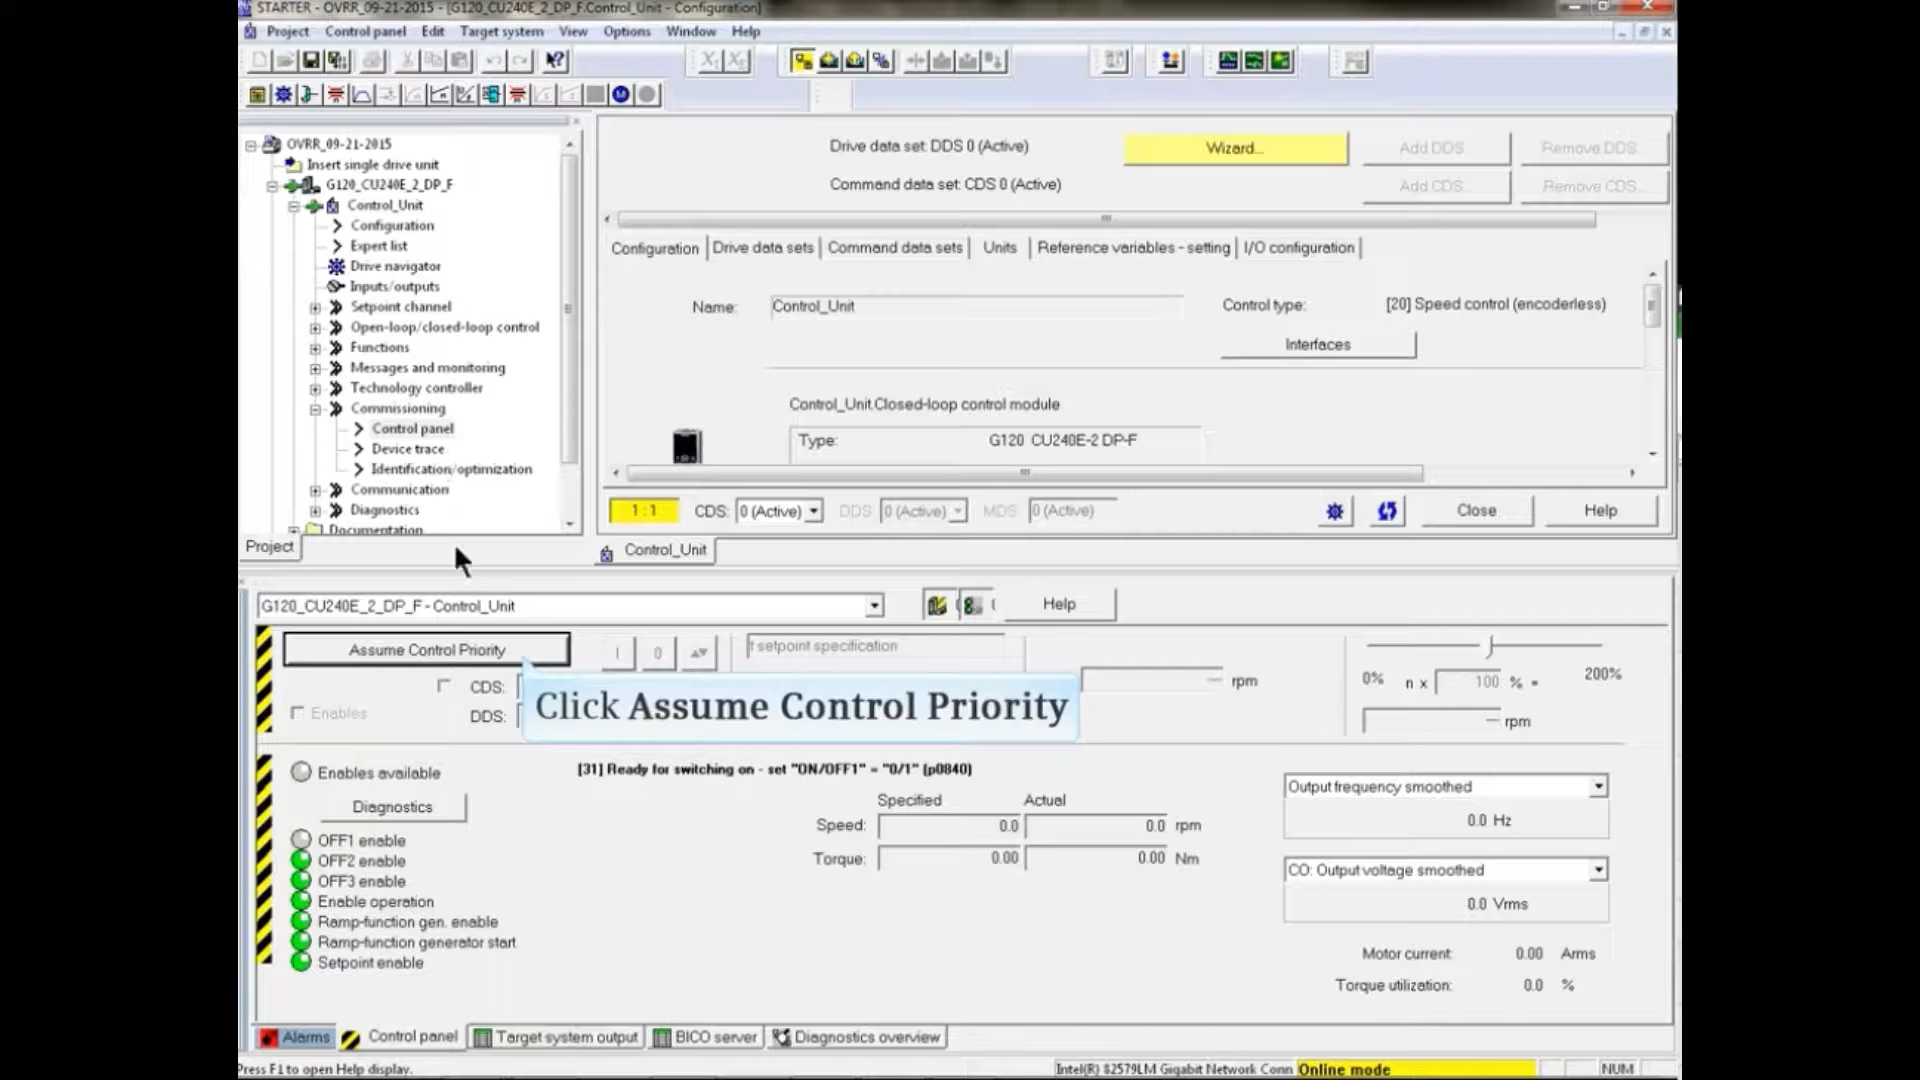 STARTER - OVRR_09-21-2015 - [G120_CU240E_2_DP_F.Control_Unit - Configuration]
Project Control panel Edit Target system View Options Window Help
OVRR_09-21-2015
Insert single drive unit
G120_CU240E_2_DP_F
Control_Unit
Configuration
Expert list
Drive navigator
Inputs/outputs
Setpoint channel
Open-loop/closed-loop control
Functions
Messages and monitoring
Technology controller
Commissioning
Control panel
Device trace
Identification/optimization
Communication
Diagnostics
Documentation
Project
Drive data set: DDS 0 (Active) Wizard... Add DDS... Remove DDS...
Command data set: CDS 0 (Active) Add CDS... Remove CDS...
Configuration Drive data sets Command data sets Units Reference variables - setting I/O configuration
Name: Control_Unit Control type: [20] Speed control (encoderless)
Interfaces
Control_Unit.Closed-loop control module
Type: G120 CU240E-2 DP-F
1 : 1 CDS: 0 (Active) DDS: 0 (Active) MDS: 0 (Active) Close Help
Control_Unit
G120_CU240E_2_DP_F - Control_Unit Help
Assume Control Priority I 0 setpoint specification
CDS: rpm 0% n x 100 % = 200%
Enables DDS: rpm
Click Assume Control Priority
Enables available [31] Ready for switching on - set "ON/OFF1" = "0/1" (p0840)
Diagnostics
Specified Actual
Speed: 0.0 0.0 rpm
Torque: 0.00 0.00 Nm
Output frequency smoothed
0.0 Hz
CO: Output voltage smoothed
0.0 Vrms
Motor current: 0.00 Arms
Torque utilization: 0.0 %
OFF1 enable
OFF2 enable
OFF3 enable
Enable operation
Ramp-function gen. enable
Ramp-function generator start
Setpoint enable
Alarms Control panel Target system output BICO server Diagnostics overview
Press F1 to open Help display. Intel(R) 82579LM Gigabit Network Conn Online mode NUM